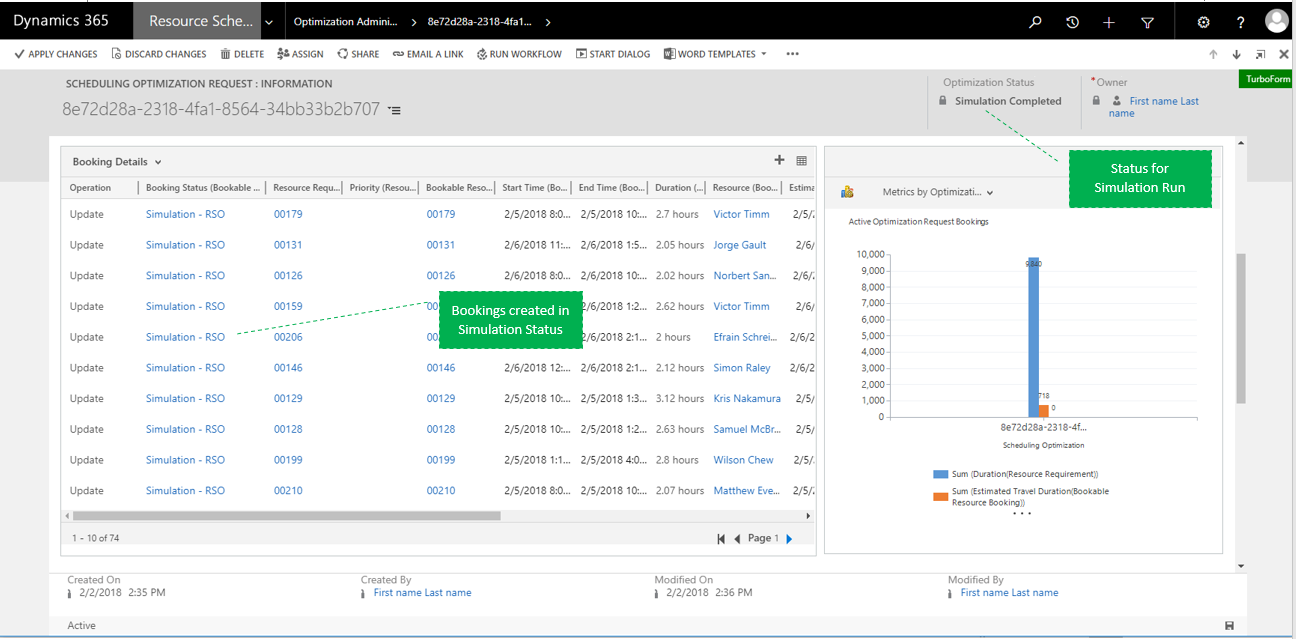 Dynamics 365 Resource Sche... Optimization Admini... 8e72d28a-2318-4fa1... ?
APPLY CHANGES DISCARD CHANGES DELETE ASSIGN SHARE EMAIL A LINK RUN WORKFLOW START DIALOG WORD TEMPLATES ...
TurboForm
SCHEDULING OPTIMIZATION REQUEST : INFORMATION
8e72d28a-2318-4fa1-8564-34bb33b2b707
Optimization Status
Simulation Completed
*Owner
First name Last
name
Status for
Simulation Run
Booking Details
Operation Booking Status (Bookable ... Resource Requ... Priority (Resou... Bookable Reso... Start Time (Bo... End Time (Boo... Duration (... Resource (Boo... Estima
Update Simulation - RSO 00179 00179 2/5/2018 8:0... 2/5/2018 10:... 2.7 hours Victor Timm 2/5/
Update Simulation - RSO 00131 00131 2/6/2018 11:... 2/6/2018 1:5... 2.05 hours Jorge Gault 2/6/
Update Simulation - RSO 00126 00126 2/6/2018 8:0... 2/6/2018 10:... 2.02 hours Norbert San... 2/6/
Update Simulation - RSO 00159 2/6/2018 1:2... 2.62 hours Victor Timm 2/6/
Update Simulation - RSO 00206 2/6/2018 2:1... 2 hours Efrain Schrei... 2/6/2
Update Simulation - RSO 00146 00146 2/6/2018 12:... 2/6/2018 2:1... 2.12 hours Simon Raley 2/6/2
Update Simulation - RSO 00129 00129 2/5/2018 10:... 2/5/2018 1:3... 3.12 hours Kris Nakamura 2/5/
Update Simulation - RSO 00128 00128 2/5/2018 10:... 2/5/2018 1:2... 2.63 hours Samuel McBr... 2/5/
Update Simulation - RSO 00199 00199 2/5/2018 1:1... 2/5/2018 4:0... 2.8 hours Wilson Chew 2/5/
Update Simulation - RSO 00210 00210 2/5/2018 8:0... 2/5/2018 10:... 2.07 hours Matthew Eve... 2/5/
Bookings created in
Simulation Status
1 - 10 of 74 Page 1
Metrics by Optimizati...
Active Optimization Request Bookings
10,000
9,000
8,000
7,000
6,000
5,000
4,000
3,000
2,000
1,000
0
9,840
718
0
8e72d28a-2318-4f...
Scheduling Optimization
Sum (Duration(Resource Requirement))
Sum (Estimated Travel Duration(Bookable
Resource Booking))
...
Created On
2/2/2018 2:35 PM
Created By
First name Last name
Modified On
2/2/2018 2:36 PM
Modified By
First name Last name
Active